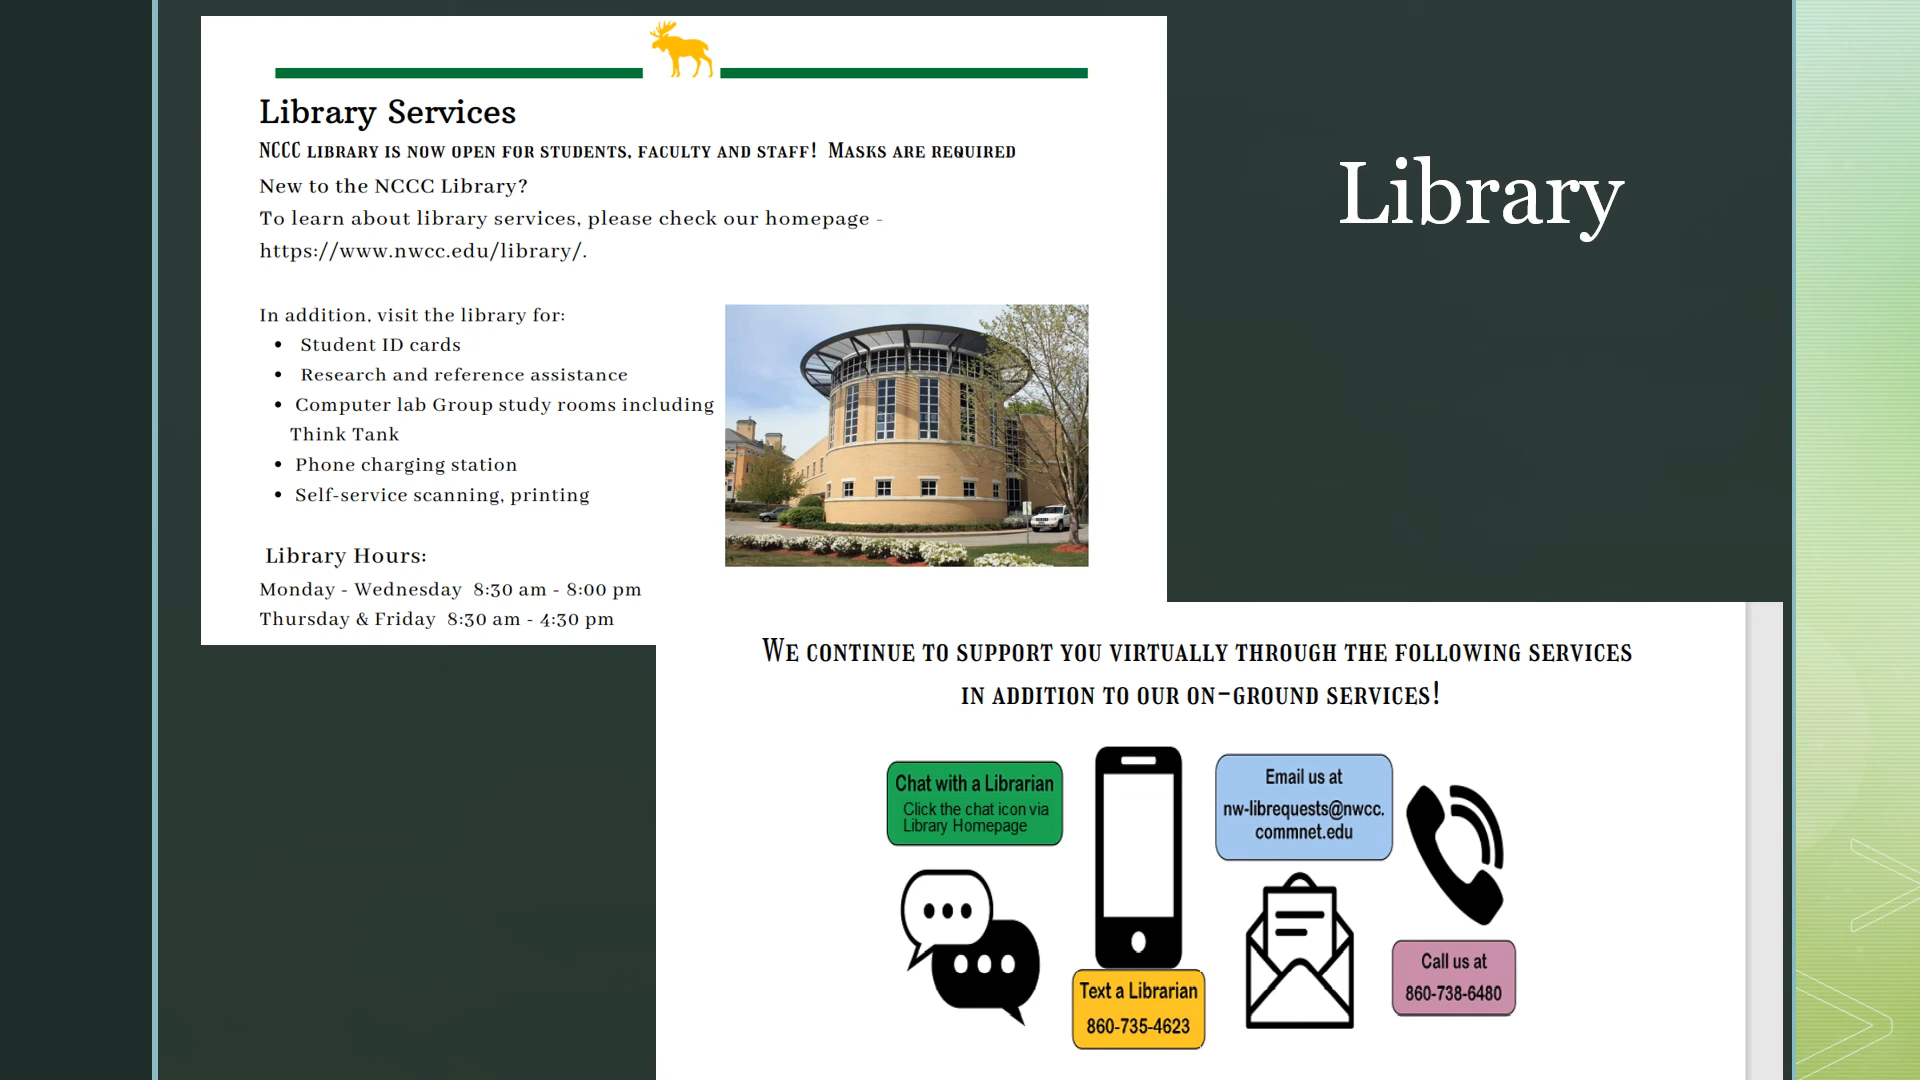 Library Services
NCCC LIBRARY IS NOW OPEN FOR STUDENTS, FACULTY AND STAFF! MASKS ARE REQUIRED
New to the NCCC Library?
To learn about library services, please check our homepage -
https://www.nwcc.edu/library/.
In addition, visit the library for:
• Student ID cards
• Research and reference assistance
• Computer lab Group study rooms including
Think Tank
• Phone charging station
• Self-service scanning, printing
Library Hours:
Monday - Wednesday 8:30 am - 8:00 pm
Thursday & Friday 8:30 am - 4:30 pm
Library
WE CONTINUE TO SUPPORT YOU VIRTUALLY THROUGH THE FOLLOWING SERVICES
IN ADDITION TO OUR ON-GROUND SERVICES!
Chat with a Librarian
Click the chat icon via
Library Homepage
Text a Librarian
860-735-4623
Email us at
nw-librequests@nwcc.
commnet.edu
Call us at
860-738-6480